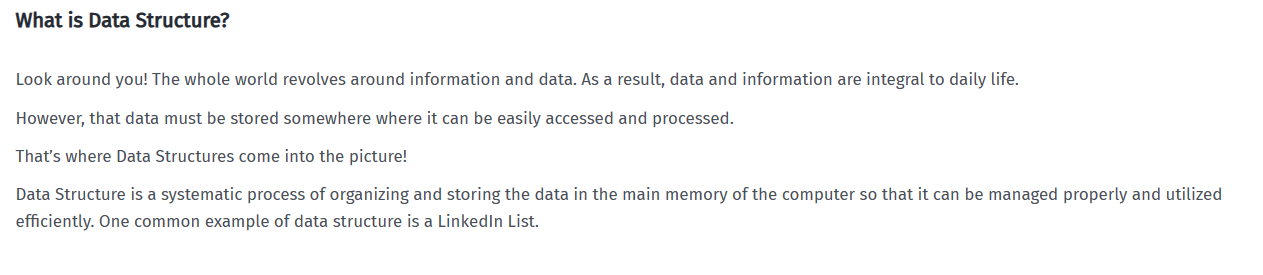 What is Data Structure?
Look around you! The whole world revolves around information and data. As a result, data and information are integral to daily life.
However, that data must be stored somewhere where it can be easily accessed and processed.
That’s where Data Structures come into the picture!
Data Structure is a systematic process of organizing and storing the data in the main memory of the computer so that it can be managed properly and utilized
efficiently. One common example of data structure is a LinkedIn List.